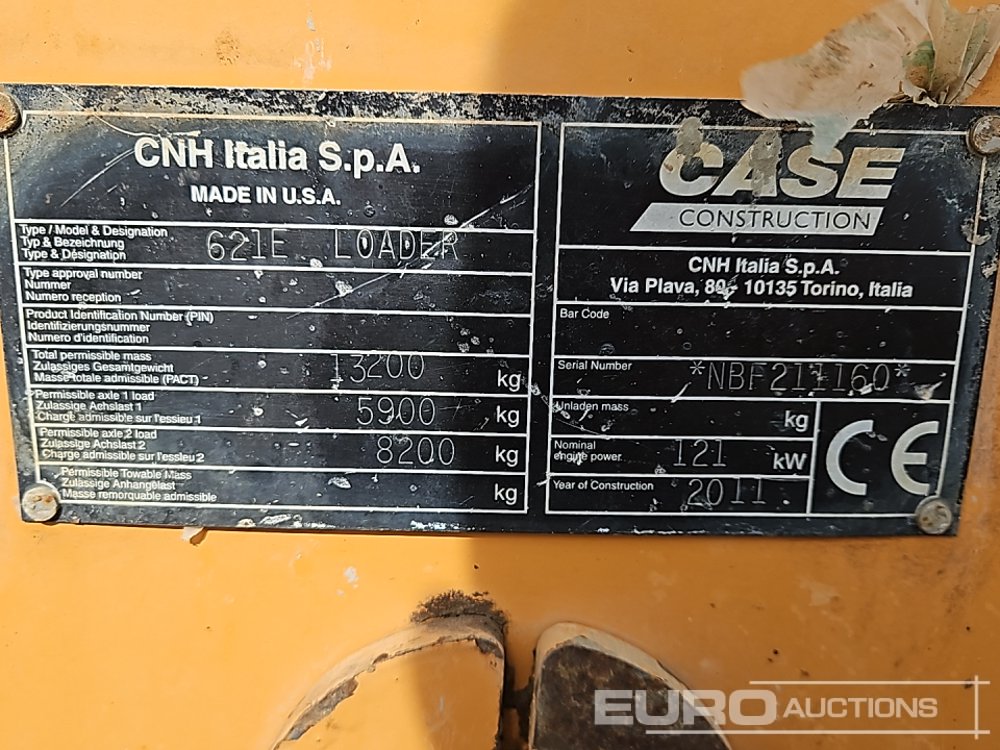 CNH Italia S.p.A.
MADE IN U.S.A.
Type / Model & Designation
Typ & Bezeichnung
Type & Désignation
621E LOADER
Type approval number
Nummer
Numero reception
Product Identification Number (PIN)
Identifizierungsnummer
Numero d'identification
Total permissible mass
Zulassiges Gesamtgewicht
Masse totale admissible (PACT)
13200 kg
Permissible axle 1 load
Zulassige Achslast 1
Charge admissible sur l'essieu 1
5900 kg
Permissible axle 2 load
Zulassige Achslast 2
Charge admissible sur l'essieu 2
8200 kg
Permissible Towable Mass
Zulassige Anhangelast
Masse remorquable admissible
kg
CASE
CONSTRUCTION
CNH Italia S.p.A.
Via Plava, 80 - 10135 Torino, Italia
Bar Code
Serial Number *NBF211160*
Unladen mass kg
Nominal
engine power 121 kW
Year of Construction 2011
CE
EURO AUCTIONS